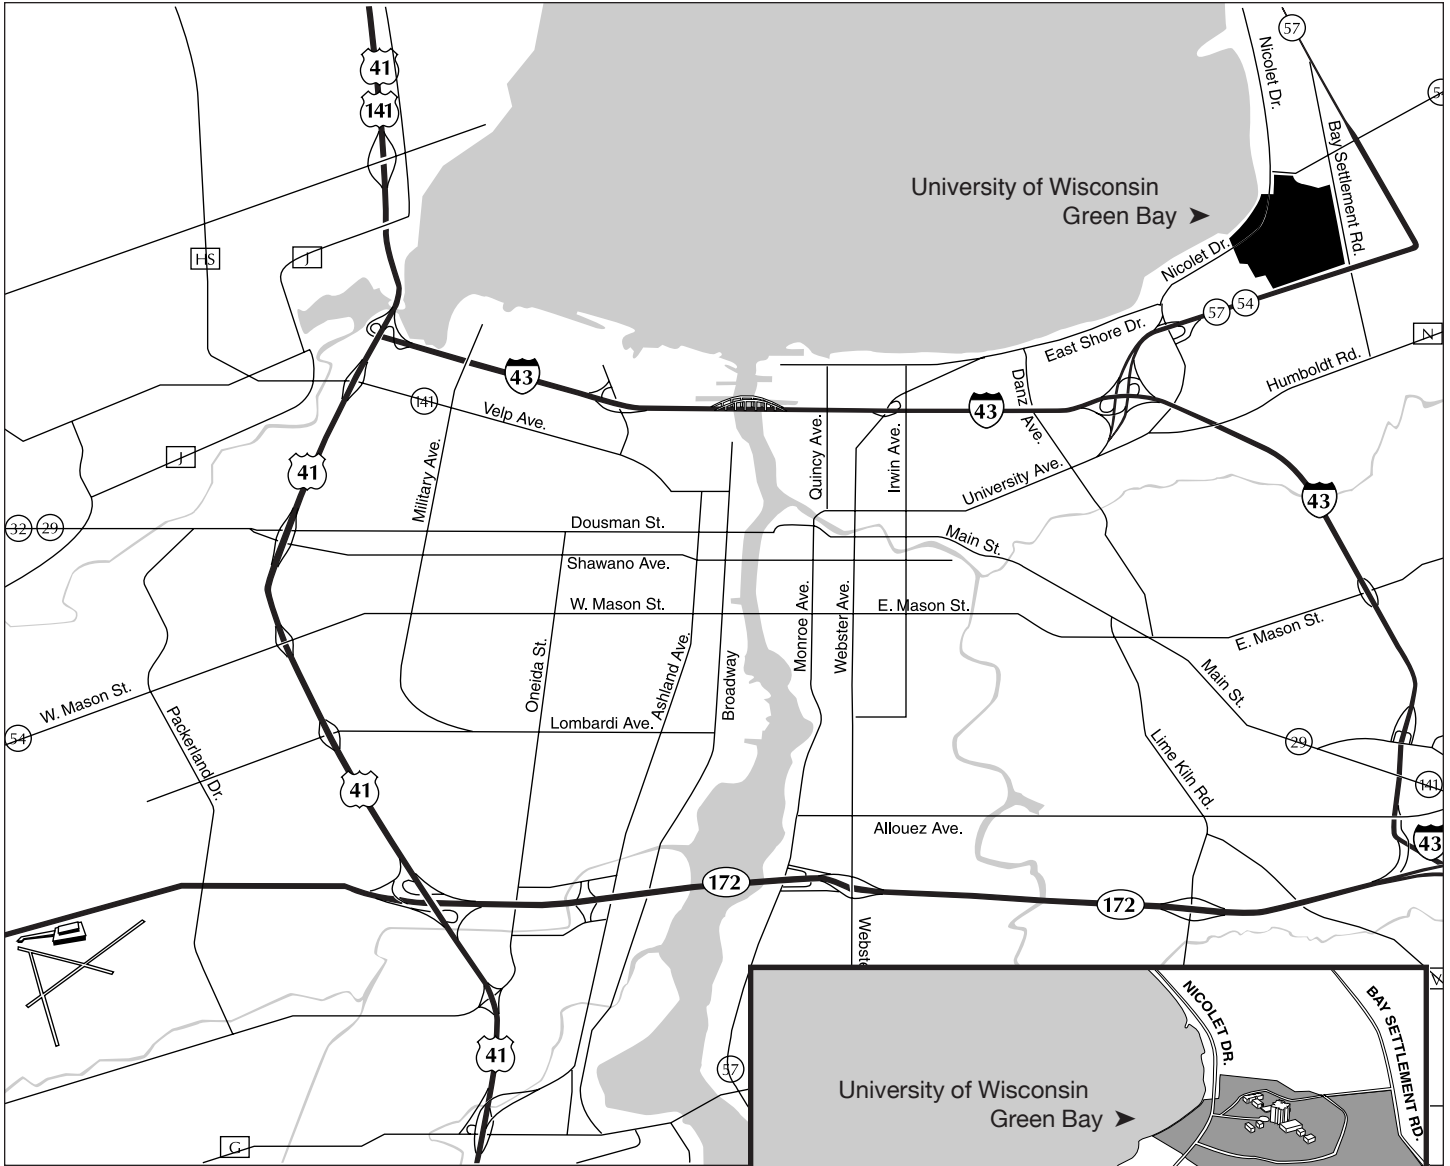 57
Nicolet Dr.
41
141
Bay Settlement Rd.
University of Wisconsin
Green Bay
Nicolet Dr.
HS
J
57
54
East Shore Dr.
N
Humboldt Rd.
43
141
Velp Ave.
43
Danz Ave.
Quincy Ave.
Irwin Ave.
Military Ave.
J
41
University Ave.
43
32
29
Dousman St.
Main St.
Shawano Ave.
W. Mason St.
Monroe Ave.
Webster Ave.
E. Mason St.
E. Mason St.
Oneida St.
Ashland Ave.
Broadway
Main St.
W. Mason St.
54
Packerland Dr.
Lombardi Ave.
29
Lime Kiln Rd.
41
141
Allouez Ave.
43
172
172
41
57
G
NICOLET DR.
BAY SETTLEMENT RD.
University of Wisconsin
Green Bay